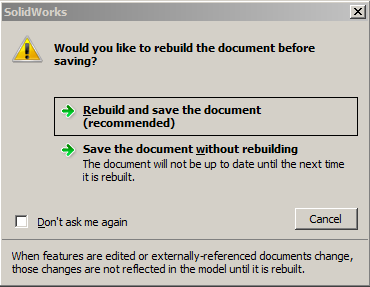 SolidWorks
Would you like to rebuild the document before
saving?
Rebuild and save the document
(recommended)
Save the document without rebuilding
The document will not be up to date until the next time
it is rebuilt.
Don't ask me again
Cancel
When features are edited or externally-referenced documents change,
those changes are not reflected in the model until it is rebuilt.